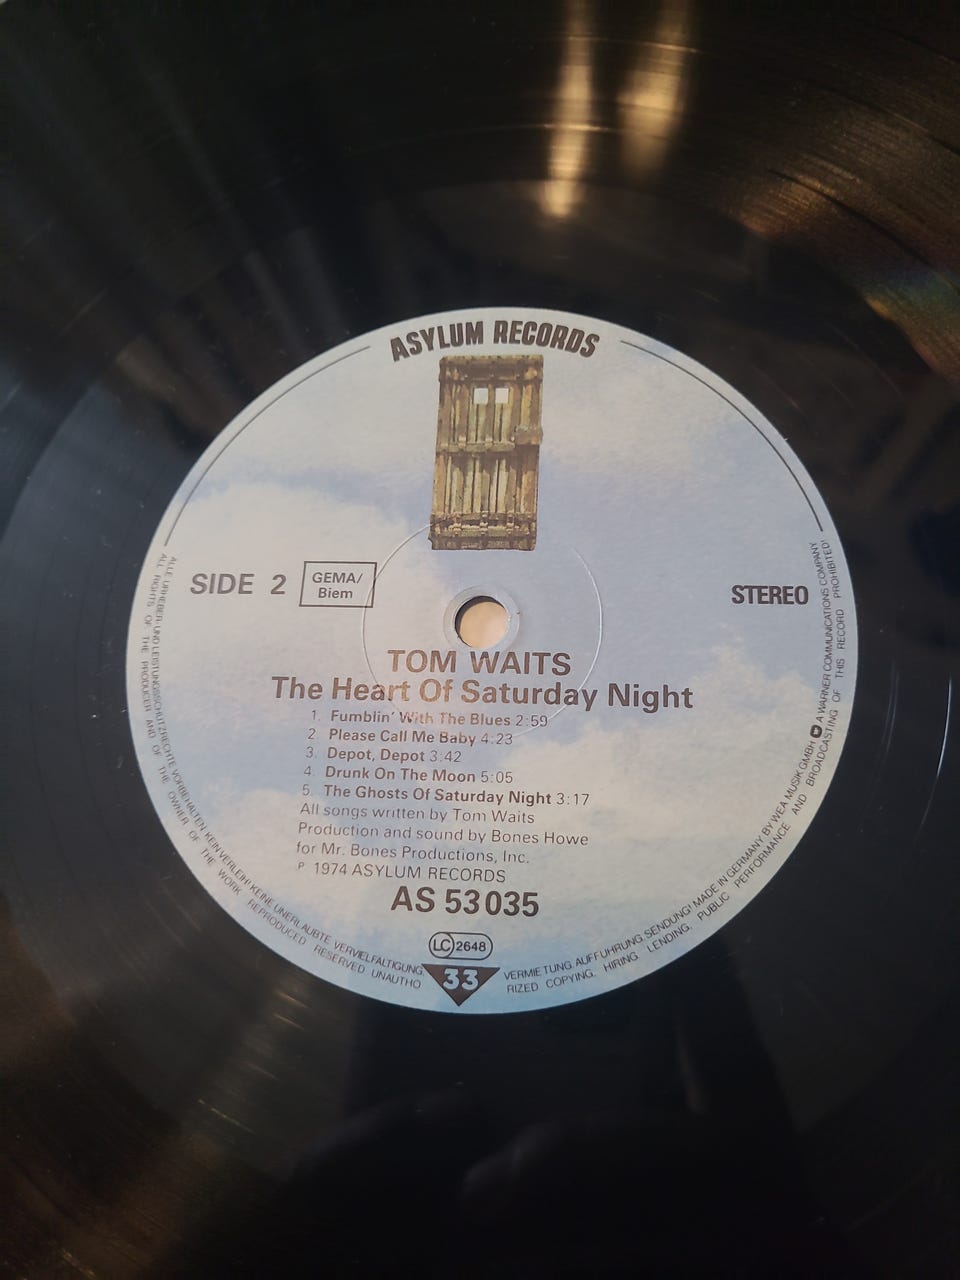 ASYLUM RECORDS
SIDE 2
GEMA/
Biem
STEREO
TOM WAITS
The Heart Of Saturday Night
1. Fumblin' With The Blues 2:59
2. Please Call Me Baby 4:23
3. Depot, Depot 3:42
4. Drunk On The Moon 5:05
5. The Ghosts Of Saturday Night 3:17
All songs written by Tom Waits
Production and sound by Bones Howe
for Mr. Bones Productions, Inc.
℗ 1974 ASYLUM RECORDS
AS 53035
LC 2648
33
ALLE URHEBER- UND LEISTUNGSSCHUTZRECHTE VORBEHALTEN. KEIN VERLEIH! KEINE UNERLAUBTE VERVIELFÄLTIGUNG, VERMIETUNG, AUFFÜHRUNG, SENDUNG! MADE IN GERMANY BY WEA MUSIK GMBH A WARNER COMMUNICATIONS COMPANY
ALL RIGHTS OF THE PRODUCER AND OF THE OWNER OF THE WORK REPRODUCED RESERVED UNAUTHORIZED COPYING, HIRING, LENDING, PUBLIC PERFORMANCE AND BROADCASTING OF THIS RECORD PROHIBITED!